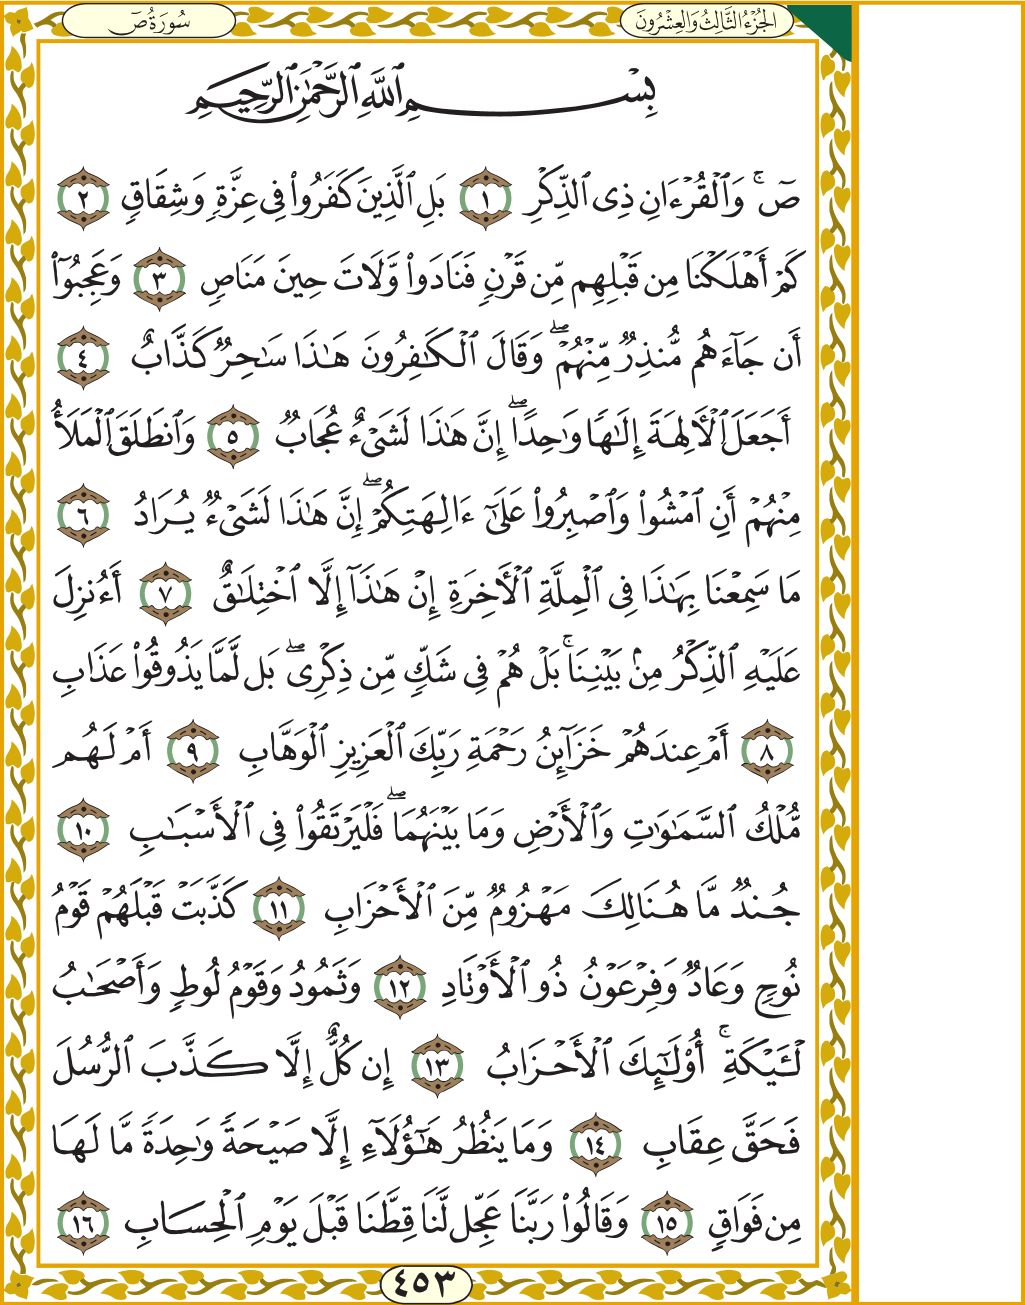 الجُزْءُ الثَّالِثُ وَالعِشْرُونَ
سُورَةُ صٓ
بِسْمِ ٱللَّهِ ٱلرَّحْمَٰنِ ٱلرَّحِيمِ
صٓۚ وَٱلْقُرْءَانِ ذِى ٱلذِّكْرِ ١ بَلِ ٱلَّذِينَ كَفَرُوا۟ فِى عِزَّةٍ وَشِقَاقٍ ٢
كَمْ أَهْلَكْنَا مِن قَبْلِهِم مِّن قَرْنٍ فَنَادَوا۟ وَّلَاتَ حِينَ مَنَاصٍ ٣ وَعَجِبُوٓا۟
أَن جَآءَهُم مُّنذِرٌ مِّنْهُمْۖ وَقَالَ ٱلْكَٰفِرُونَ هَٰذَا سَٰحِرٌ كَذَّابٌ ٤
أَجَعَلَ ٱلْأٓلِهَةَ إِلَٰهًا وَٰحِدًاۖ إِنَّ هَٰذَا لَشَىْءٌ عُجَابٌ ٥ وَٱنطَلَقَ ٱلْمَلَأُ
مِنْهُمْ أَنِ ٱمْشُوا۟ وَٱصْبِرُوا۟ عَلَىٰٓ ءَالِهَتِكُمْۖ إِنَّ هَٰذَا لَشَىْءٌ يُرَادُ ٦
مَا سَمِعْنَا بِهَٰذَا فِى ٱلْمِلَّةِ ٱلْأٓخِرَةِ إِنْ هَٰذَآ إِلَّا ٱخْتِلَٰقٌ ٧ أَءُنزِلَ
عَلَيْهِ ٱلذِّكْرُ مِنۢ بَيْنِنَاۚ بَلْ هُمْ فِى شَكٍّ مِّن ذِكْرِىۖ بَل لَّمَّا يَذُوقُوا۟ عَذَابِ
٨ أَمْ عِندَهُمْ خَزَآئِنُ رَحْمَةِ رَبِّكَ ٱلْعَزِيزِ ٱلْوَهَّابِ ٩ أَمْ لَهُم
مُّلْكُ ٱلسَّمَٰوَٰتِ وَٱلْأَرْضِ وَمَا بَيْنَهُمَاۖ فَلْيَرْتَقُوا۟ فِى ٱلْأَسْبَٰبِ ١٠
جُندٌ مَّا هُنَالِكَ مَهْزُومٌ مِّنَ ٱلْأَحْزَابِ ١١ كَذَّبَتْ قَبْلَهُمْ قَوْمُ
نُوحٍ وَعَادٌ وَفِرْعَوْنُ ذُو ٱلْأَوْتَادِ ١٢ وَثَمُودُ وَقَوْمُ لُوطٍ وَأَصْحَٰبُ
لْـَٔيْكَةِۚ أُو۟لَٰٓئِكَ ٱلْأَحْزَابُ ١٣ إِن كُلٌّ إِلَّا كَذَّبَ ٱلرُّسُلَ
فَحَقَّ عِقَابِ ١٤ وَمَا يَنظُرُ هَٰٓؤُلَآءِ إِلَّا صَيْحَةً وَٰحِدَةً مَّا لَهَا
مِن فَوَاقٍ ١٥ وَقَالُوا۟ رَبَّنَا عَجِّل لَّنَا قِطَّنَا قَبْلَ يَوْمِ ٱلْحِسَابِ ١٦
٤٥٣